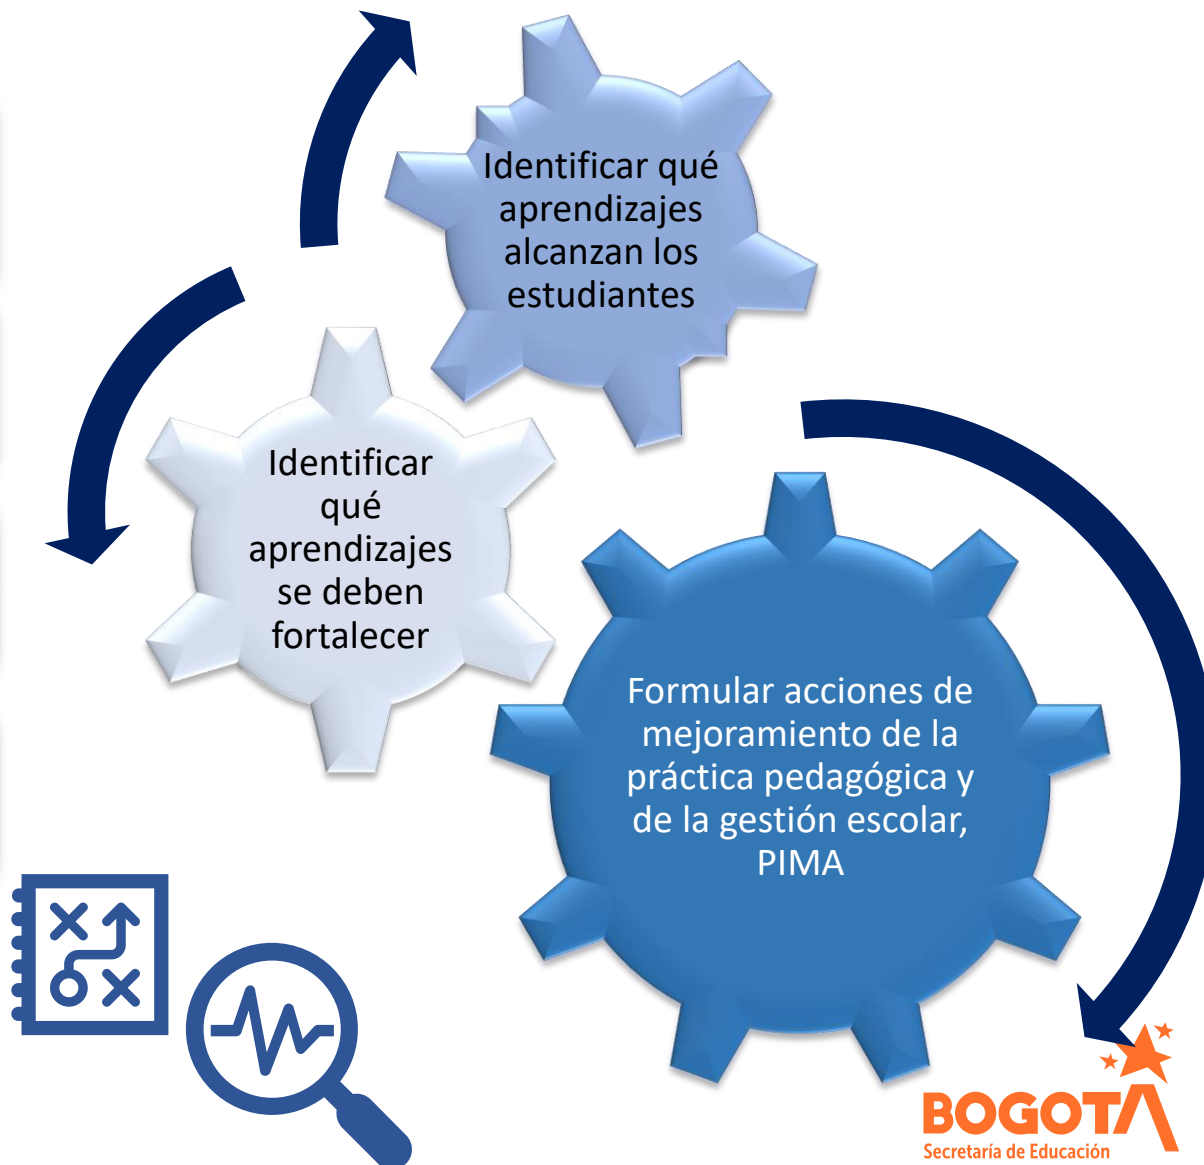 Identificar qué
aprendizajes
alcanzan los
estudiantes
Identificar
qué
aprendizajes
se deben
fortalecer
Formular acciones de
mejoramiento de la
práctica pedagógica y
de la gestión escolar,
PIMA
BOGOTÁ
Secretaría de Educación